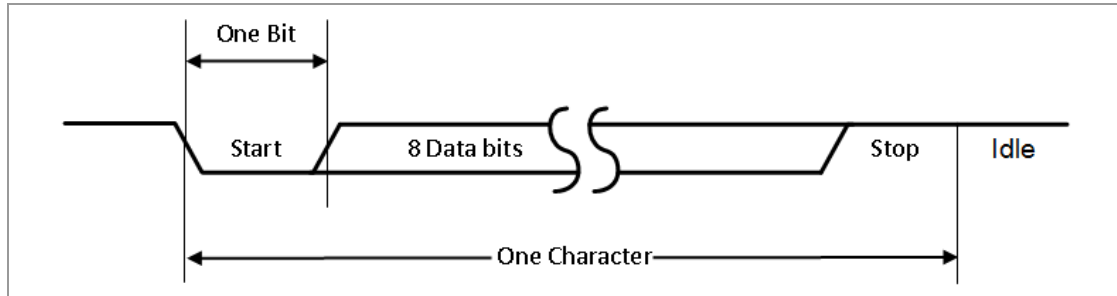 One Bit
Start
8 Data bits
Stop
Idle
One Character